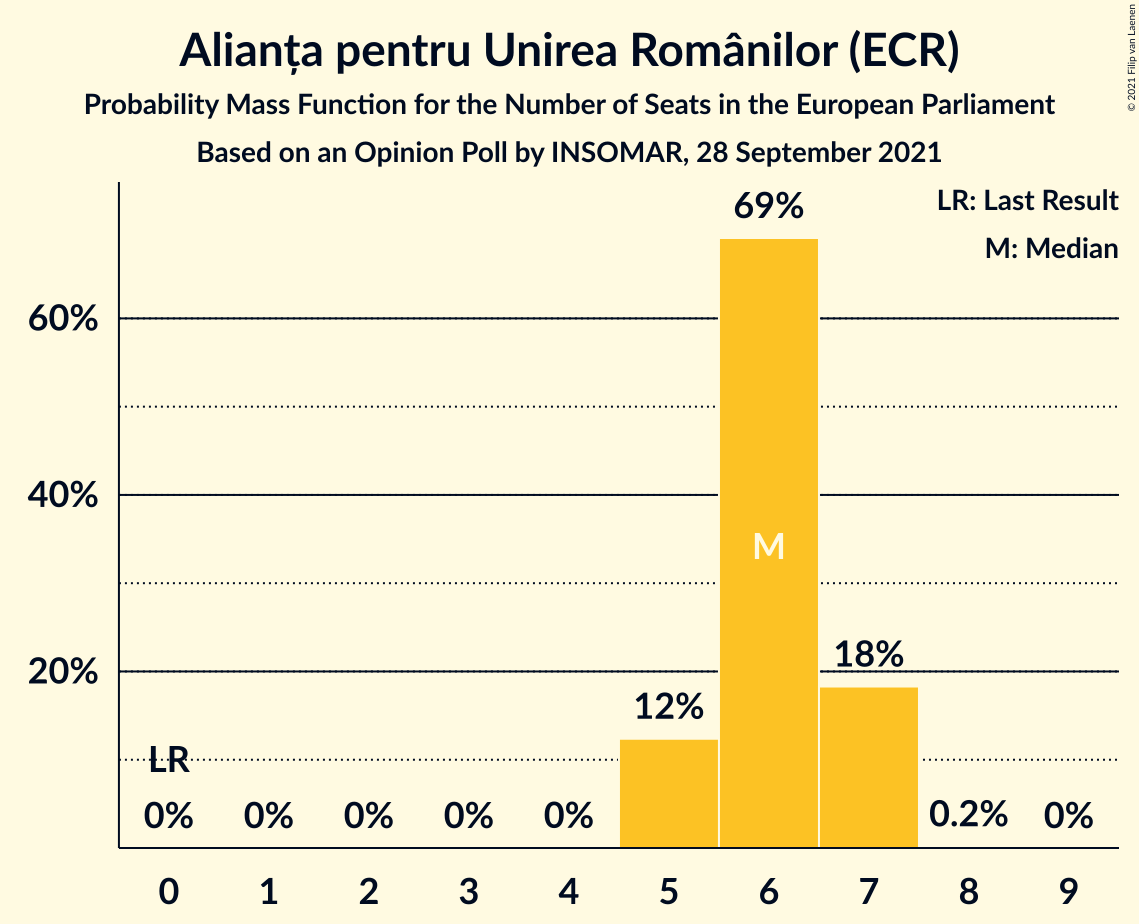 Alianța pentru Unirea Românilor (ECR)
Probability Mass Function for the Number of Seats in the European Parliament
Based on an Opinion Poll by INSOMAR, 28 September 2021
© 2021 Filip van Laenen
LR: Last Result
M: Median
69%
60%
40%
M
20%
18%
12%
LR
0% 0% 0% 0% 0% 0.2% 0%
0 1 2 3 4 5 6 7 8 9